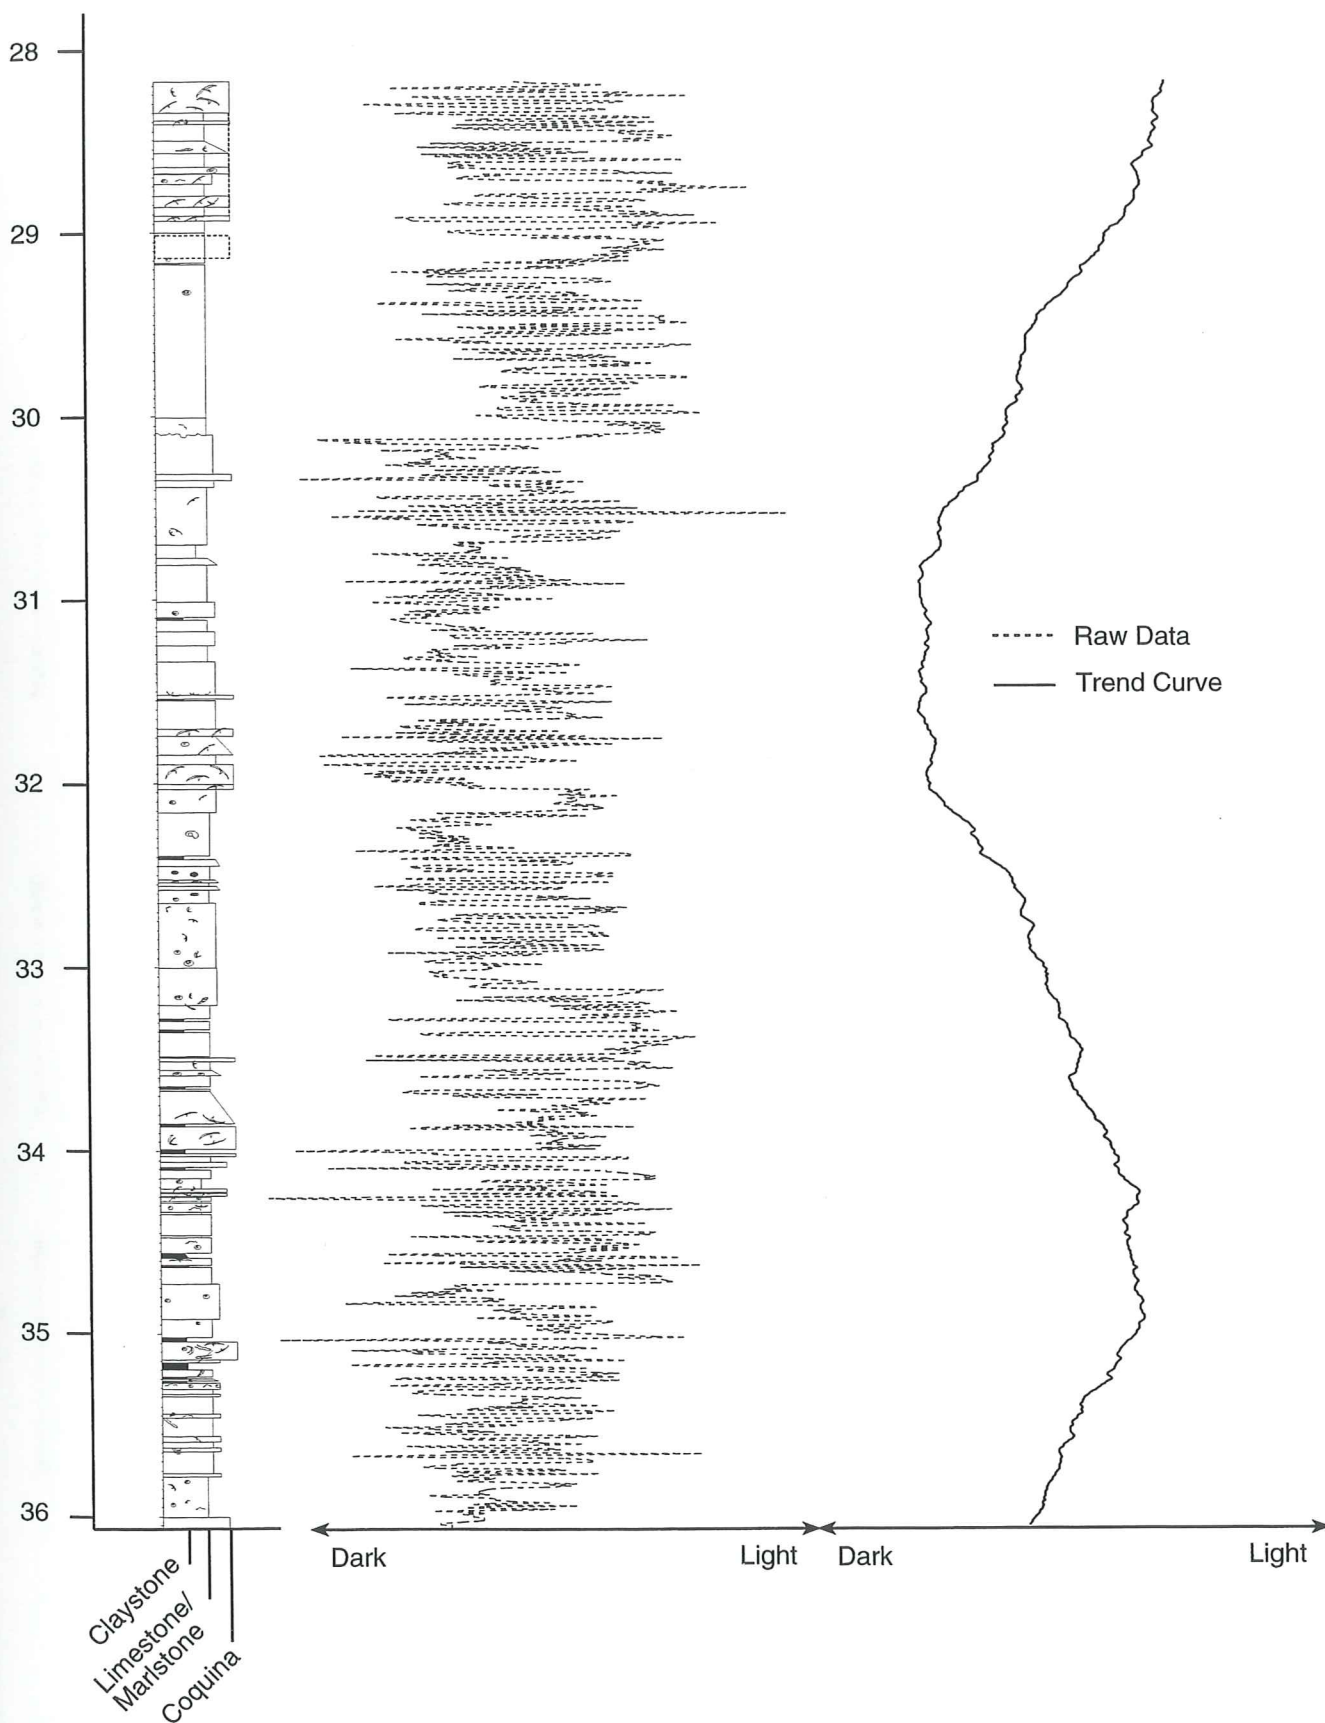 28
29
30
31
32
33
34
35
36
Raw Data
Trend Curve
Dark
Light
Dark
Light
Claystone
Limestone/
Marlstone
Coquina